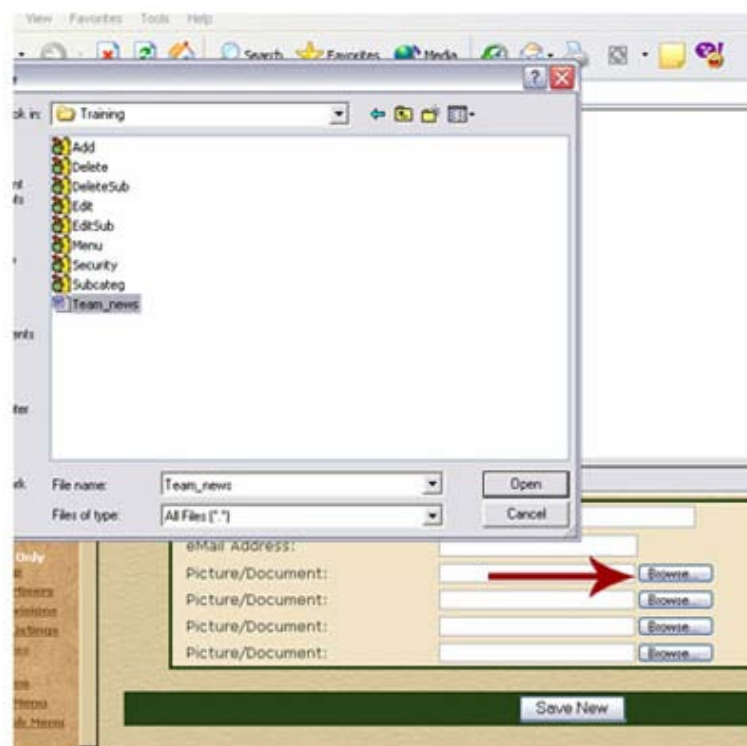 View Favorites Tools Help
Search Favorites Media
Training
Add
Delete
DeleteSub
Edit
EditSub
Menu
Security
Subcateg
Team_news
File name: Team_news Open
Files of type: All Files (*.*) Cancel
eMail Address:
Picture/Document: Browse...
Picture/Document: Browse...
Picture/Document: Browse...
Picture/Document: Browse...
Only
Menu
Save New